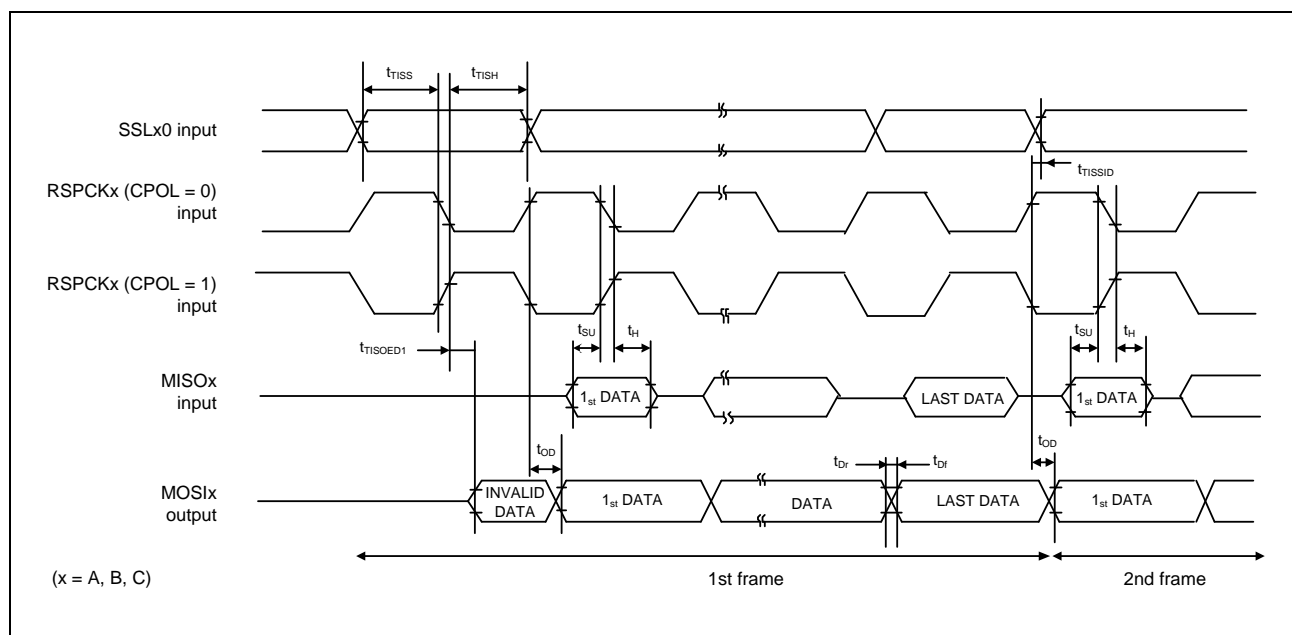 tTISS
tTISH
SSLx0 input
tTISSID
RSPCKx (CPOL = 0)
input
RSPCKx (CPOL = 1)
input
tSU
tH
tSU
tH
tTISOED1
MISOx
input
1st DATA
LAST DATA
1st DATA
tOD
tDr
tDf
tOD
MOSIx
output
INVALID
DATA
1st DATA
DATA
LAST DATA
1st DATA
(x = A, B, C)
1st frame
2nd frame